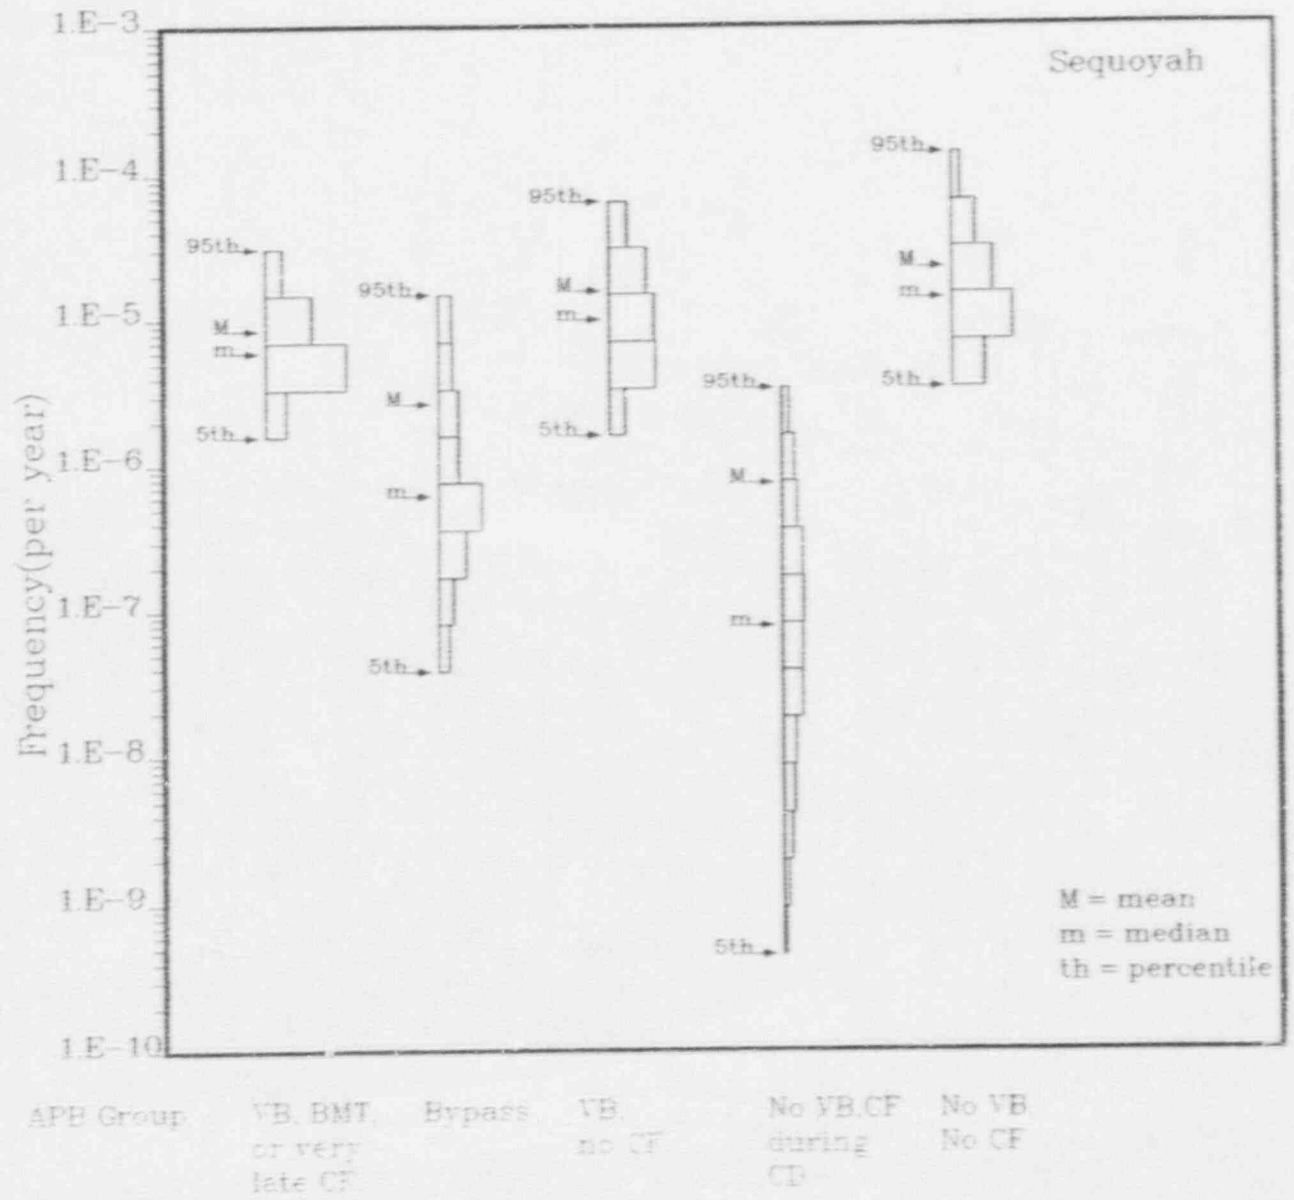 1.E-3
Sequoyah
95th
1.E-4
95th
95th
M
95th
M
m
1.E-5
m
M
m
95th
5th
M
5th
5th
1.E-6
M
m
Frequency(per year)
1.E-7
m
5th
1.E-8
1.E-9
M = mean
m = median
5th
th = percentile
1.E-10
APB Group
VB, BMT,
or very
late CF
Bypass
VB,
no CF
No VB,CF
during
CD
No VB
No CF